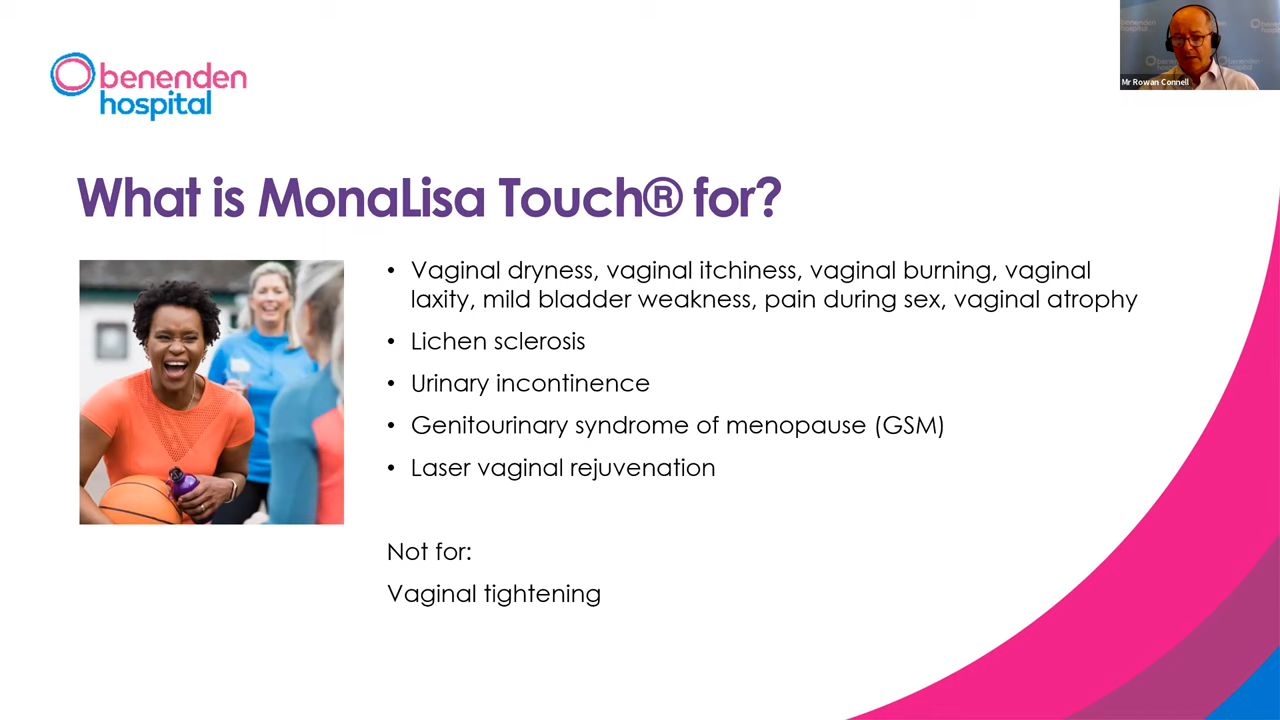 benenden
hospital
Mr Rowan Connell
What is MonaLisa Touch® for?
• Vaginal dryness, vaginal itchiness, vaginal burning, vaginal
laxity, mild bladder weakness, pain during sex, vaginal atrophy
• Lichen sclerosis
• Urinary incontinence
• Genitourinary syndrome of menopause (GSM)
• Laser vaginal rejuvenation
Not for:
Vaginal tightening